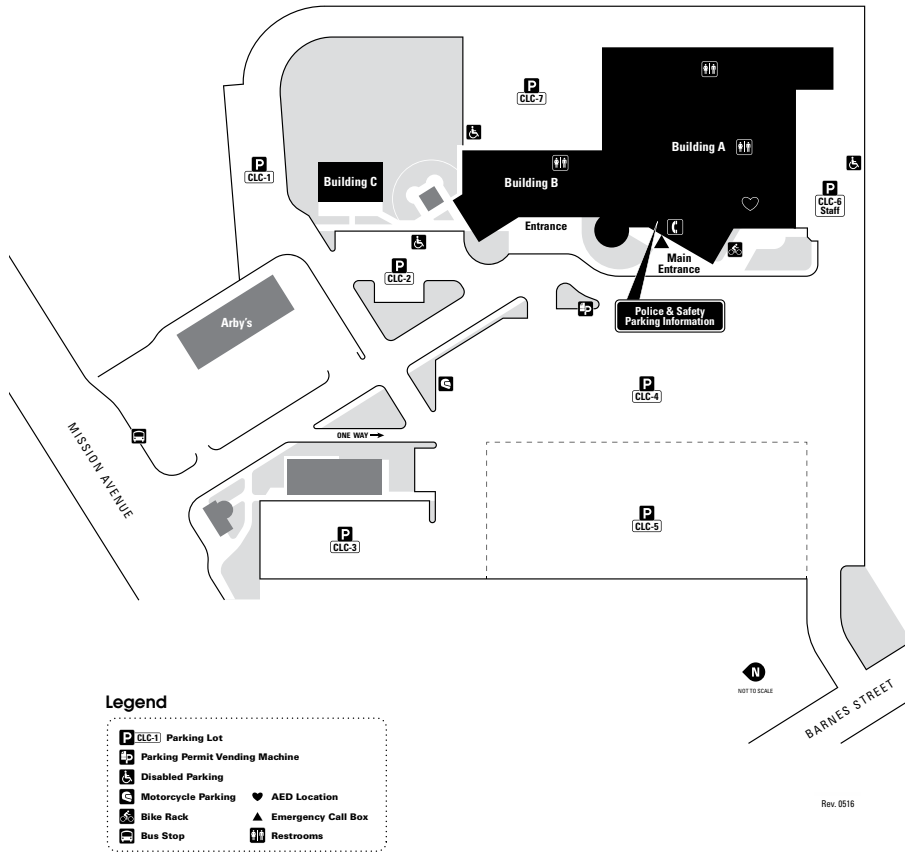 CLC-7
Building A
Building C
CLC-1
Building B
CLC-6
Staff
Entrance
Main
Entrance
CLC-2
Arby's
Police & Safety
Parking Information
CLC-4
MISSION AVENUE
ONE WAY
CLC-5
CLC-3
N
NOT TO SCALE
BARNES STREET
Legend
CLC-1 Parking Lot
Parking Permit Vending Machine
Disabled Parking
Motorcycle Parking
AED Location
Bike Rack
Emergency Call Box
Bus Stop
Restrooms
Rev. 0516